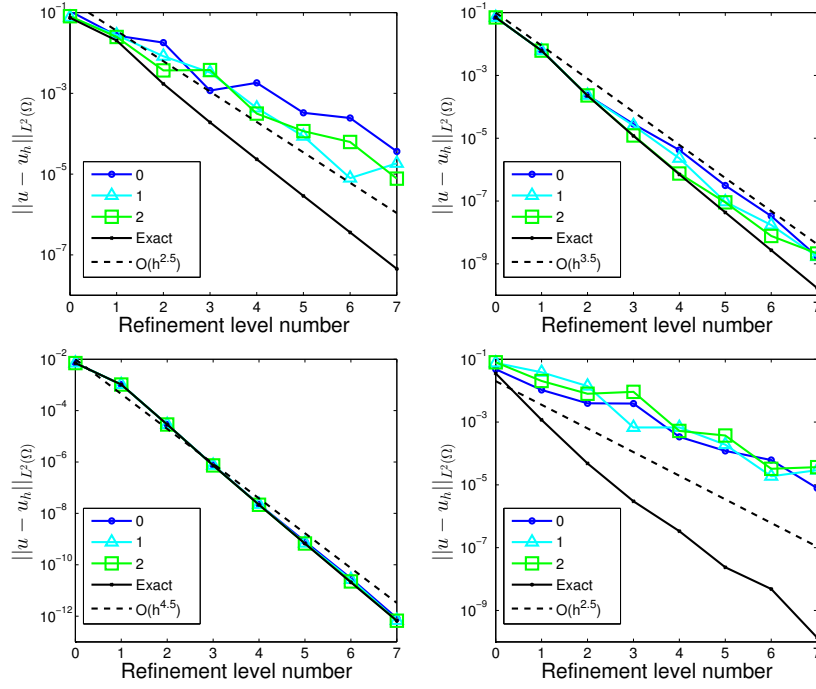 10^-1
10^-3
10^-5
10^-7
||u − u_h||_{L^2(Ω)}
0
1
2
Exact
O(h^2.5)
0 1 2 3 4 5 6 7
Refinement level number
10^-1
10^-3
10^-5
10^-7
10^-9
||u − u_h||_{L^2(Ω)}
0
1
2
Exact
O(h^3.5)
0 1 2 3 4 5 6 7
Refinement level number
10^-2
10^-4
10^-6
10^-8
10^-10
10^-12
||u − u_h||_{L^2(Ω)}
0
1
2
Exact
O(h^4.5)
0 1 2 3 4 5 6 7
Refinement level number
10^-1
10^-3
10^-5
10^-7
10^-9
||u − u_h||_{L^2(Ω)}
0
1
2
Exact
O(h^2.5)
0 1 2 3 4 5 6 7
Refinement level number